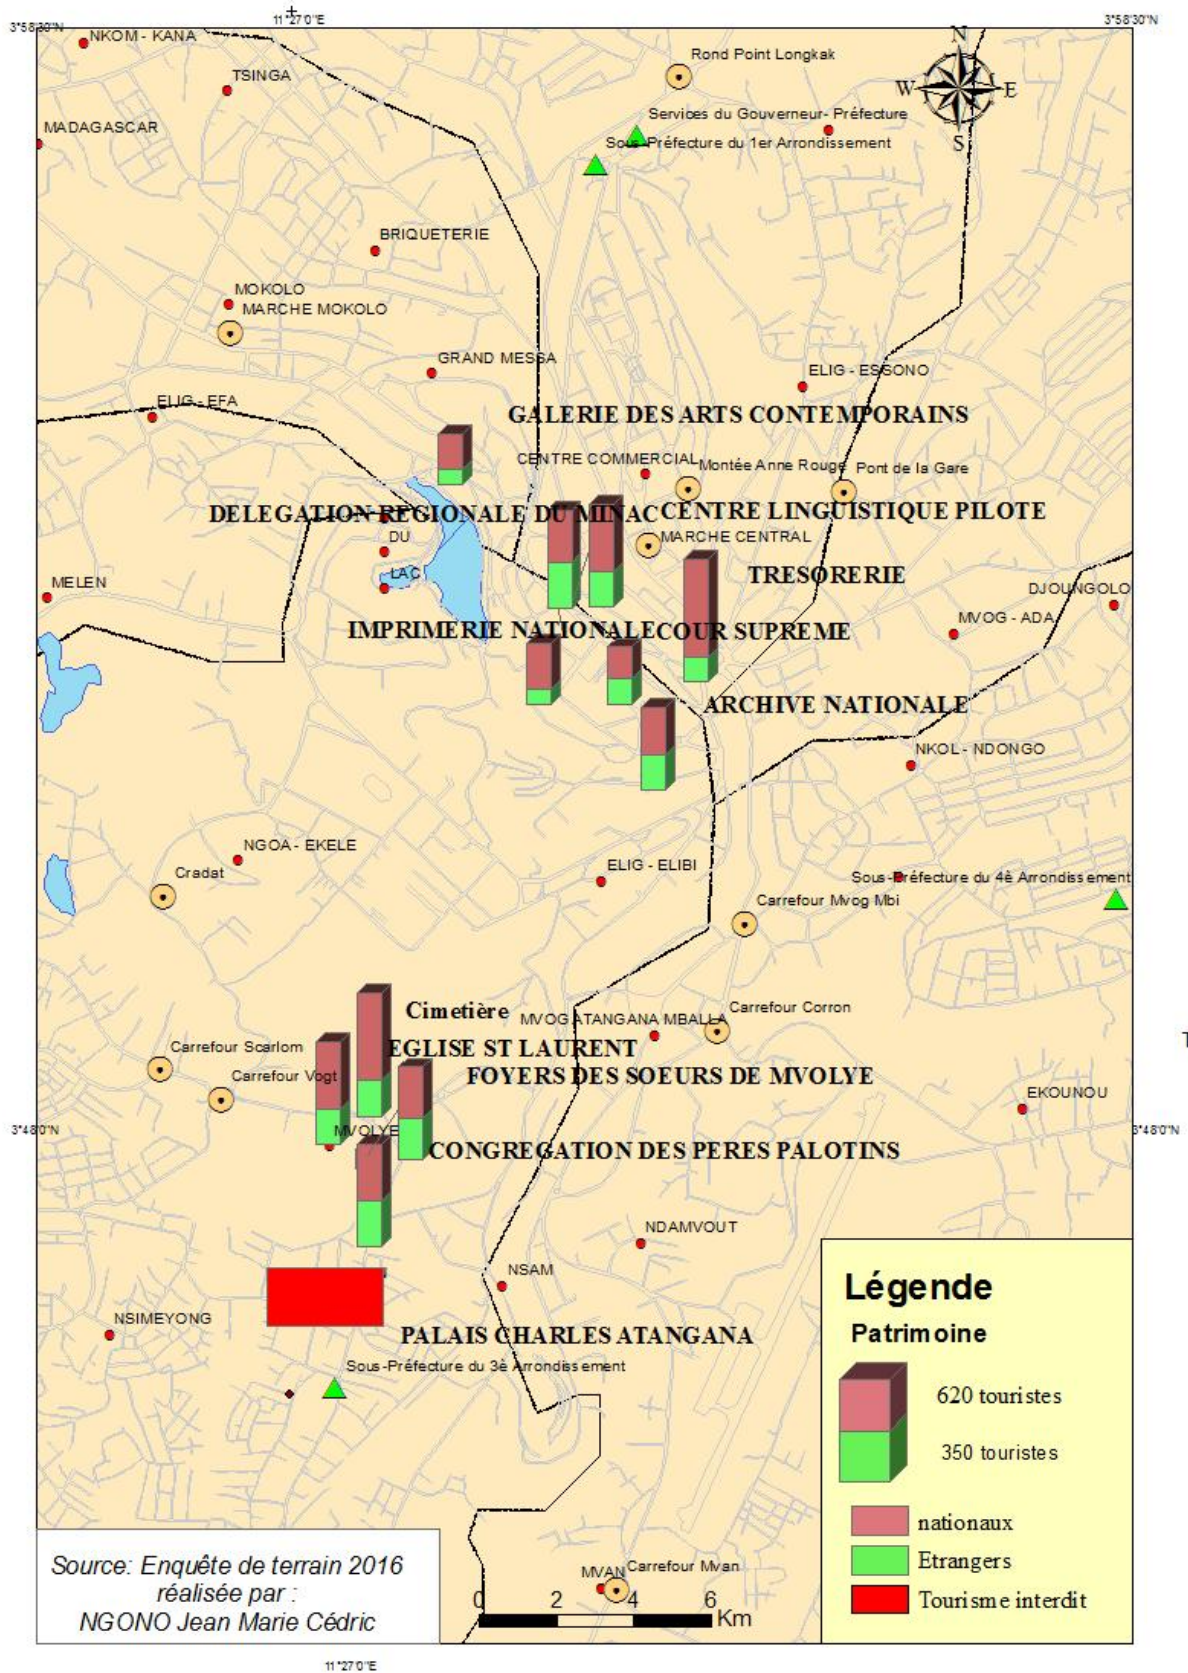 11°27'0"E
3°58'30"N
3°58'30"N
NKOM - KANA
N
Rond Point Longkak
TSINGA
W
E
Services du Gouverneur- Préfecture
MADAGASCAR
S
Sous-Préfecture du 1er Arrondissement
BRIQUETERIE
MOKOLO
MARCHE MOKOLO
GRAND MESSA
ELIG - ESSONO
ELIG - EFA
GALERIE DES ARTS CONTEMPORAINS
CENTRE COMMERCIAL
Montée Anne Rouge
Pont de la Gare
DELEGATION REGIONALE DU MINAC
CENTRE LINGUISTIQUE PILOTE
DU
MARCHE CENTRAL
LAC
TRESORERIE
MELEN
DJOUNGOLO
MVOG - ADA
IMPRIMERIE NATIONALE
COUR SUPREME
ARCHIVE NATIONALE
NKOL - NDONGO
NGOA - EKELE
ELIG - ELIBI
Cradat
Sous-Préfecture du 4è Arrondissement
Carrefour Mvog Mbi
Cimetière
MVOG ATANGANA MBALLA
Carrefour Corron
Carrefour Scarlom
EGLISE ST LAURENT
T
Carrefour Vogt
FOYERS DES SOEURS DE MVOLYE
EKOUNOU
3°48'0"N
MVOLYE
3°48'0"N
CONGREGATION DES PERES PALOTINS
NDAMVOUT
NSAM
NSIMEYONG
PALAIS CHARLES ATANGANA
Sous-Préfecture du 3è Arrondissement
Légende
Patrimoine
620 touristes
350 touristes
nationaux
Etrangers
Tourisme interdit
Source: Enquête de terrain 2016
réalisée par :
NGONO Jean Marie Cédric
MVAN
Carrefour Mvan
0 2 4 6
Km
11°27'0"E